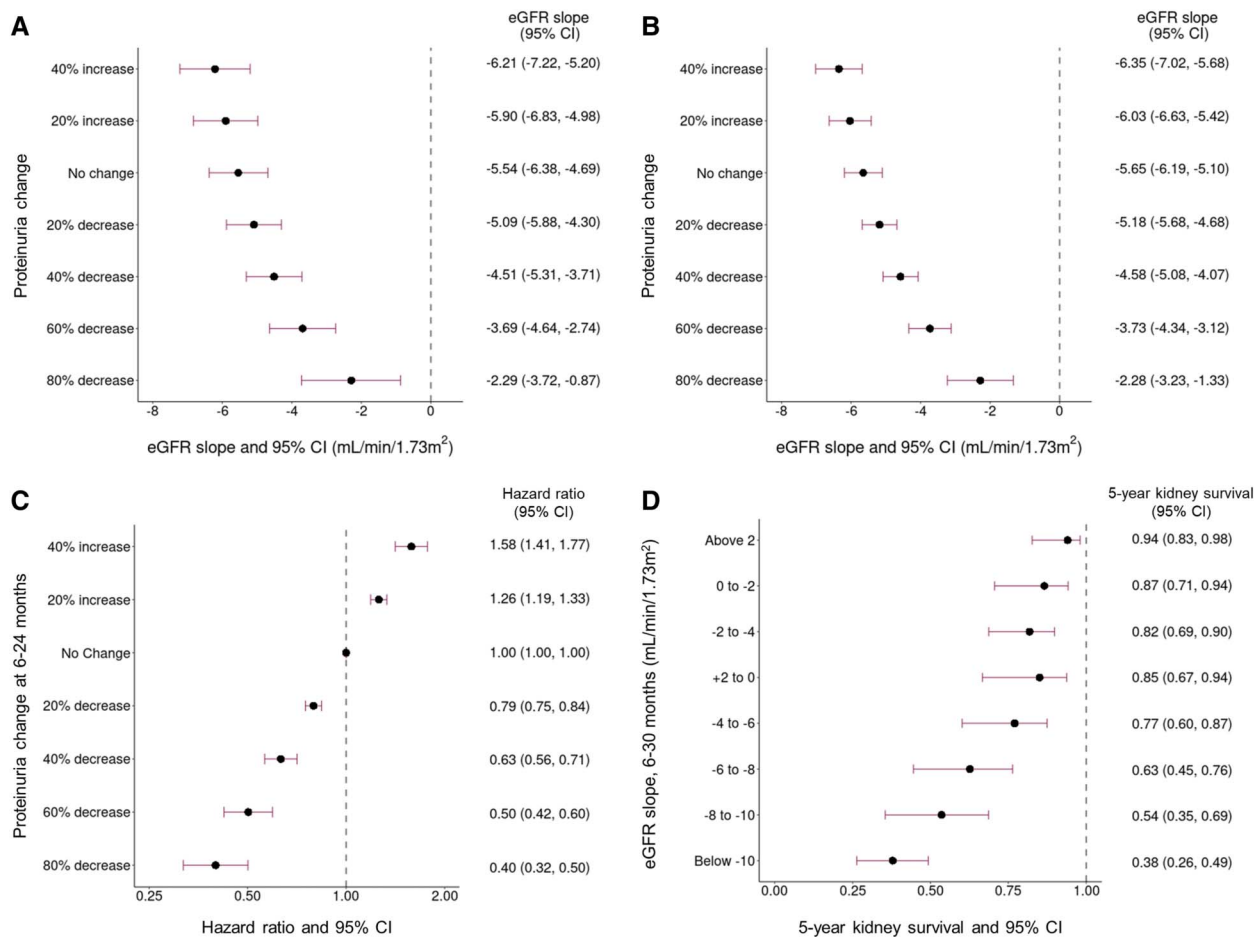 A
eGFR slope
(95% CI)
Proteinuria change
40% increase
-6.21 (-7.22, -5.20)
20% increase
-5.90 (-6.83, -4.98)
No change
-5.54 (-6.38, -4.69)
20% decrease
-5.09 (-5.88, -4.30)
40% decrease
-4.51 (-5.31, -3.71)
60% decrease
-3.69 (-4.64, -2.74)
80% decrease
-2.29 (-3.72, -0.87)
-8 -6 -4 -2 0
eGFR slope and 95% CI (mL/min/1.73m²)
B
eGFR slope
(95% CI)
Proteinuria change
40% increase
-6.35 (-7.02, -5.68)
20% increase
-6.03 (-6.63, -5.42)
No change
-5.65 (-6.19, -5.10)
20% decrease
-5.18 (-5.68, -4.68)
40% decrease
-4.58 (-5.08, -4.07)
60% decrease
-3.73 (-4.34, -3.12)
80% decrease
-2.28 (-3.23, -1.33)
-8 -6 -4 -2 0
eGFR slope and 95% CI (mL/min/1.73m²)
C
Hazard ratio
(95% CI)
Proteinuria change at 6-24 months
40% increase
1.58 (1.41, 1.77)
20% increase
1.26 (1.19, 1.33)
No Change
1.00 (1.00, 1.00)
20% decrease
0.79 (0.75, 0.84)
40% decrease
0.63 (0.56, 0.71)
60% decrease
0.50 (0.42, 0.60)
80% decrease
0.40 (0.32, 0.50)
0.25 0.50 1.00 2.00
Hazard ratio and 95% CI
D
5-year kidney survival
(95% CI)
eGFR slope, 6-30 months (mL/min/1.73m²)
Above 2
0.94 (0.83, 0.98)
0 to -2
0.87 (0.71, 0.94)
-2 to -4
0.82 (0.69, 0.90)
+2 to 0
0.85 (0.67, 0.94)
-4 to -6
0.77 (0.60, 0.87)
-6 to -8
0.63 (0.45, 0.76)
-8 to -10
0.54 (0.35, 0.69)
Below -10
0.38 (0.26, 0.49)
0.00 0.25 0.50 0.75 1.00
5-year kidney survival and 95% CI